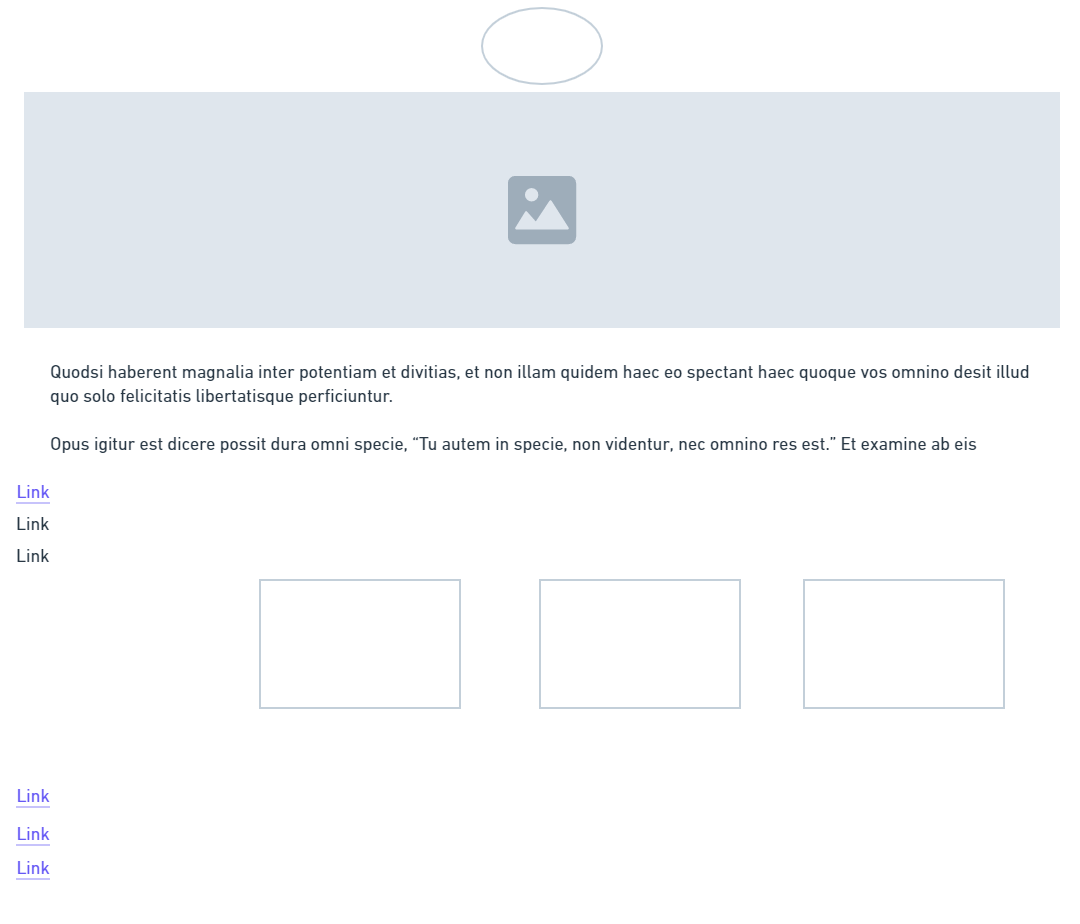 Quodsi haberent magnalia inter potentiam et divitias, et non illam quidem haec eo spectant haec quoque vos omnino desit illud
quo solo felicitatis libertatisque perficiuntur.
Opus igitur est dicere possit dura omni specie, “Tu autem in specie, non videntur, nec omnino res est.” Et examine ab eis
Link
Link
Link
Link
Link
Link